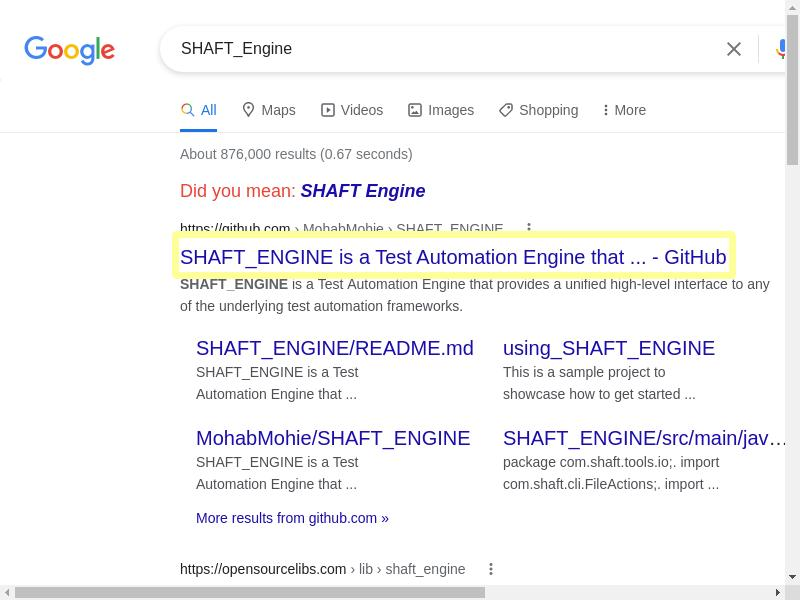 Google
SHAFT_Engine
All Maps Videos Images Shopping More
About 876,000 results (0.67 seconds)
Did you mean: SHAFT Engine
https://github.com › MohabMohie › SHAFT_ENGINE
SHAFT_ENGINE is a Test Automation Engine that ... - GitHub
SHAFT_ENGINE is a Test Automation Engine that provides a unified high-level interface to any
of the underlying test automation frameworks.
SHAFT_ENGINE/README.md
SHAFT_ENGINE is a Test
Automation Engine that ...
using_SHAFT_ENGINE
This is a sample project to
showcase how to get started ...
MohabMohie/SHAFT_ENGINE
SHAFT_ENGINE is a Test
Automation Engine that ...
SHAFT_ENGINE/src/main/jav...
package com.shaft.tools.io;. import
com.shaft.cli.FileActions;. import ...
More results from github.com »
https://opensourcelibs.com › lib › shaft_engine